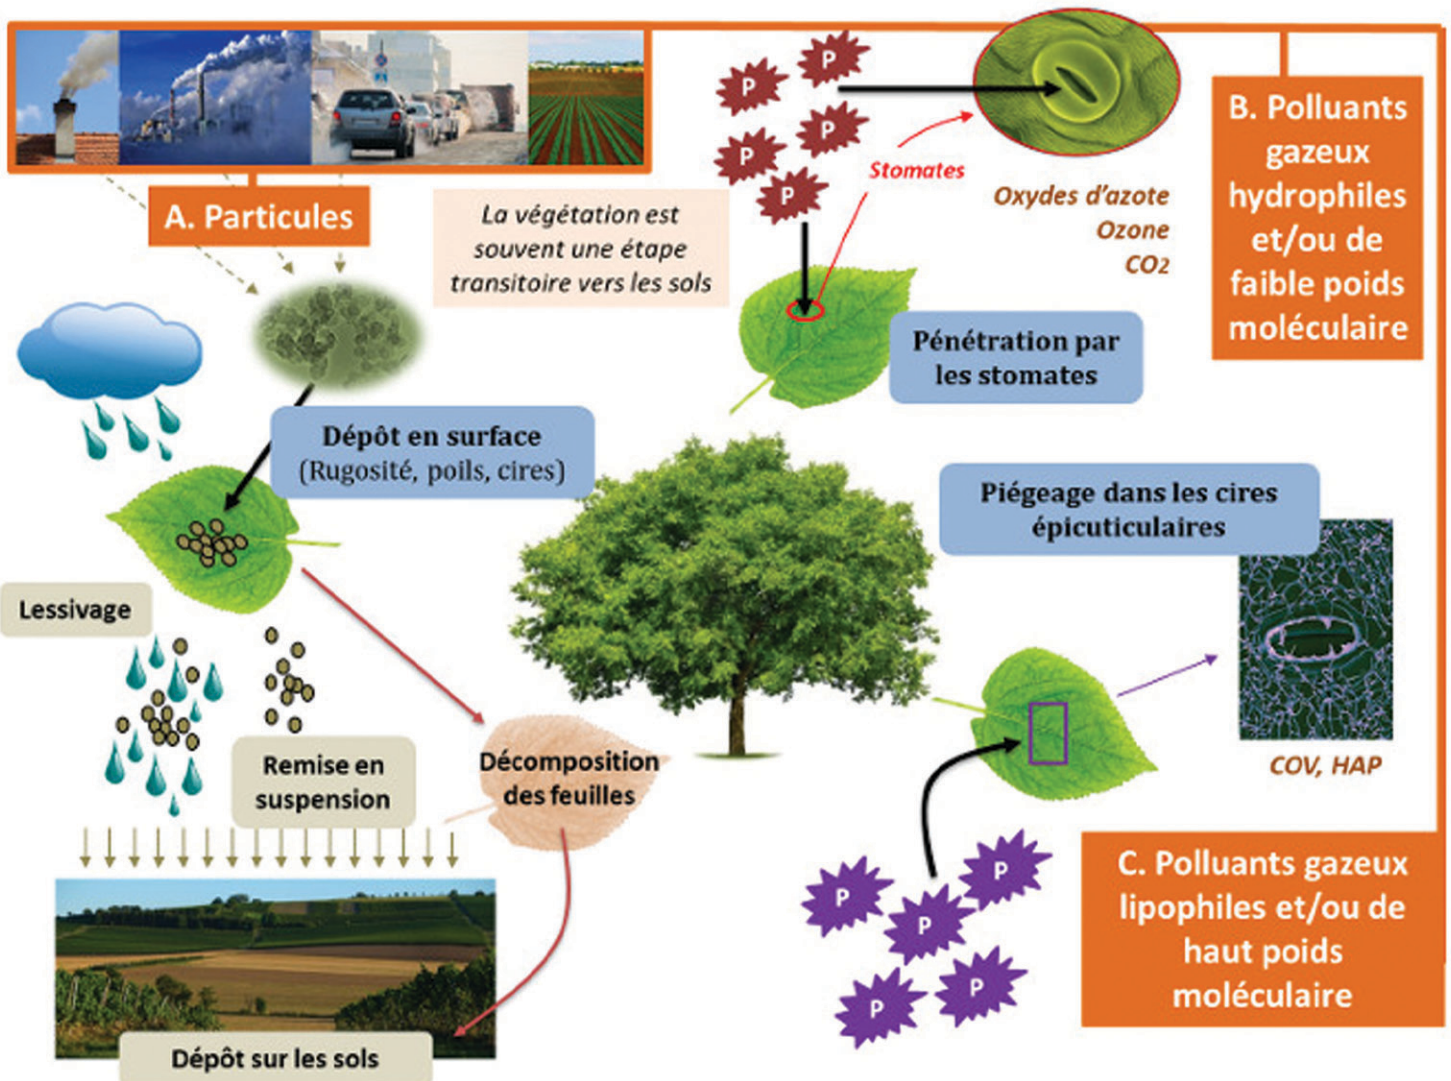 A. Particules
La végétation est
souvent une étape
transitoire vers les sols
P
P
P
P
P
Stomates
Oxydes d'azote
Ozone
CO2
B. Polluants
gazeux
hydrophiles
et/ou de
faible poids
moléculaire
Pénétration par
les stomates
Dépôt en surface
(Rugosité, poils, cires)
Piégeage dans les cires
épicuticulaires
Lessivage
Remise en
suspension
Décomposition
des feuilles
COV, HAP
P
P
P
P
P
C. Polluants gazeux
lipophiles et/ou de
haut poids
moléculaire
Dépôt sur les sols